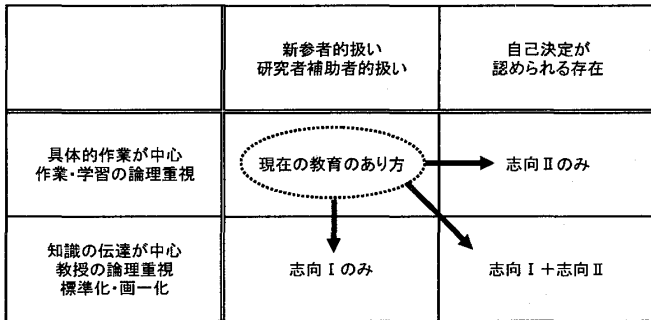 新参者的扱い
研究者補助者的扱い
自己決定が
認められる存在
具体的作業が中心
作業・学習の論理重視
現在の教育のあり方
志向Ⅱのみ
知識の伝達が中心
教授の論理重視
標準化・画一化
志向Ⅰのみ
志向Ⅰ+志向Ⅱ